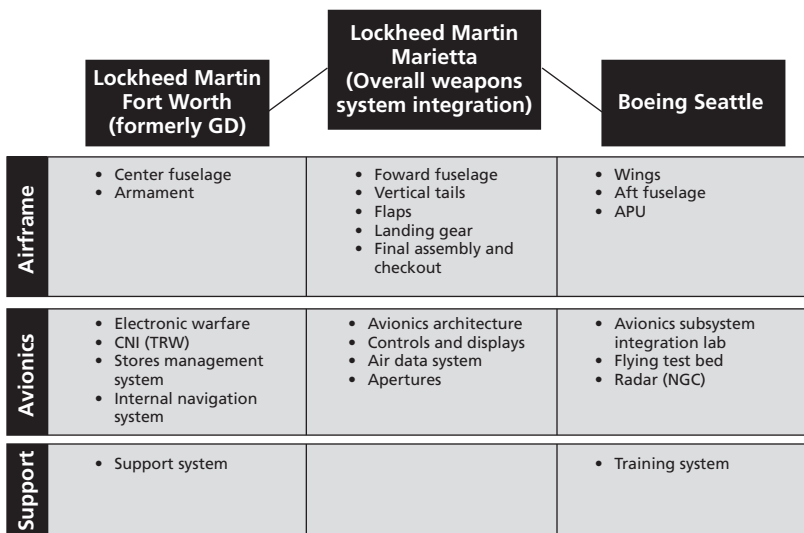 Lockheed Martin
Marietta
(Overall weapons
system integration)
Lockheed Martin
Fort Worth
(formerly GD)
Boeing Seattle
Airframe
• Center fuselage
• Armament
• Foward fuselage
• Vertical tails
• Flaps
• Landing gear
• Final assembly and
checkout
• Wings
• Aft fuselage
• APU
Avionics
• Electronic warfare
• CNI (TRW)
• Stores management
system
• Internal navigation
system
• Avionics architecture
• Controls and displays
• Air data system
• Apertures
• Avionics subsystem
integration lab
• Flying test bed
• Radar (NGC)
Support
• Support system
• Training system